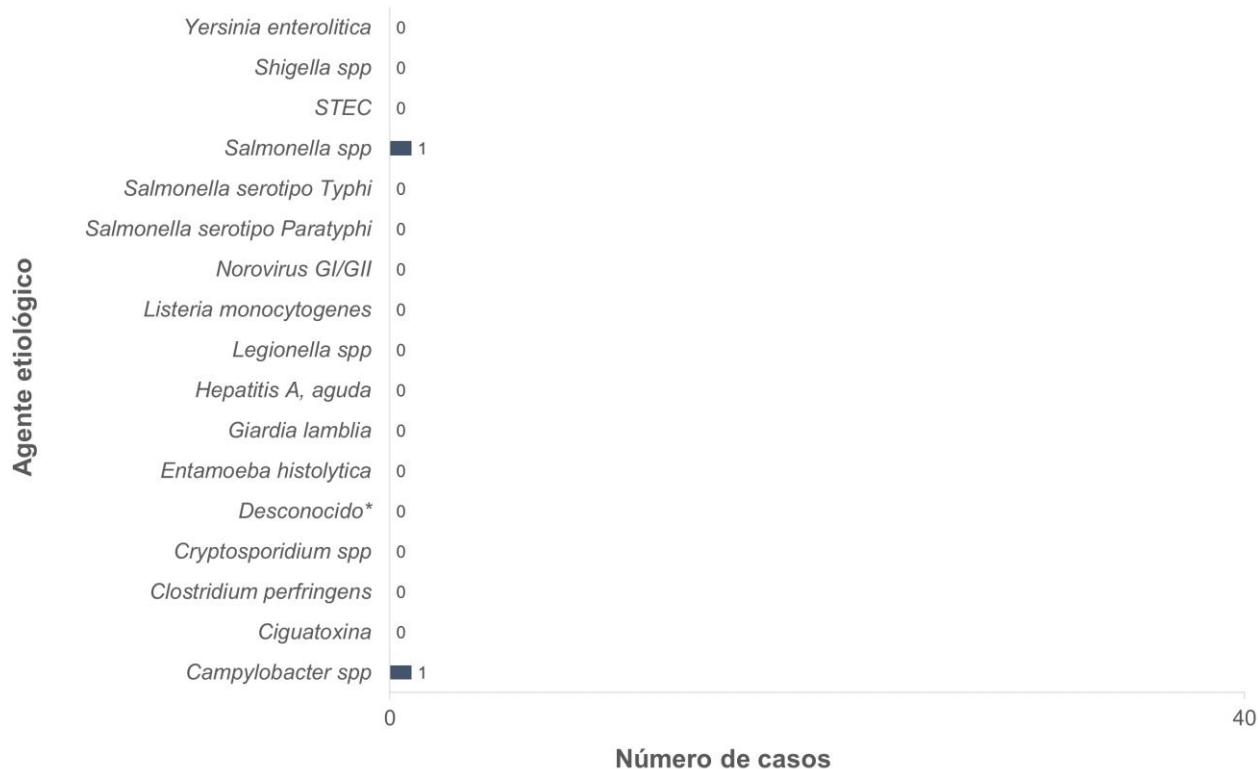 Agente etiológico
Yersinia enterolitica 0
Shigella spp 0
STEC 0
Salmonella spp 1
Salmonella serotipo Typhi 0
Salmonella serotipo Paratyphi 0
Norovirus GI/GII 0
Listeria monocytogenes 0
Legionella spp 0
Hepatitis A, aguda 0
Giardia lamblia 0
Entamoeba histolytica 0
Desconocido* 0
Cryptosporidium spp 0
Clostridium perfringens 0
Ciguatoxina 0
Campylobacter spp 1
0 40
Número de casos